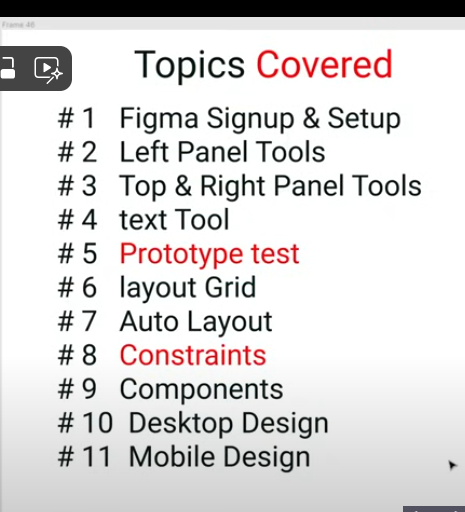 Frame 46
Topics Covered
# 1 Figma Signup & Setup
# 2 Left Panel Tools
# 3 Top & Right Panel Tools
# 4 text Tool
# 5 Prototype test
# 6 layout Grid
# 7 Auto Layout
# 8 Constraints
# 9 Components
# 10 Desktop Design
# 11 Mobile Design